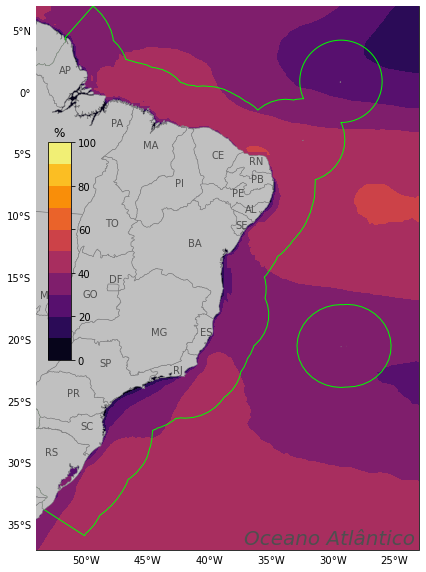 5°N
AP
0°
PA
%
100
MA
CE
5°S
RN
80
PI
PB
PE
60
AL
10°S
TO
SE
BA
40
15°S
DF
M
GO
20
20°S
MG
ES
0
SP
RJ
PR
25°S
SC
RS
30°S
35°S
Oceano Atlântico
50°W 45°W 40°W 35°W 30°W 25°W